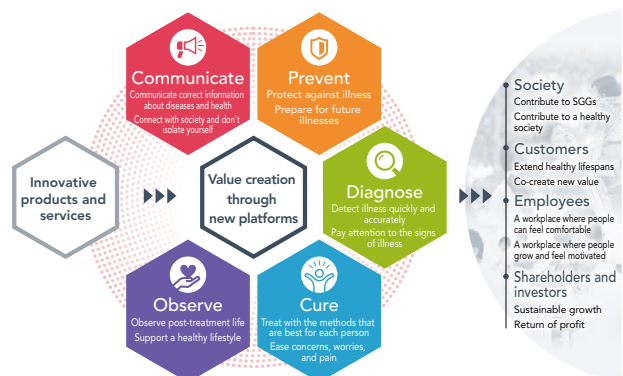 Innovative
products and
services
Communicate
Communicate correct information
about diseases and health
Connect with society and don't
isolate yourself
Prevent
Protect against illness
Prepare for future
illnesses
Value creation
through
new platforms
Diagnose
Detect illness quickly and
accurately
Pay attention to the signs
of illness
Observe
Observe post-treatment life
Support a healthy lifestyle
Cure
Treat with the methods that
are best for each person
Ease concerns, worries,
and pain
Society
Contribute to SGGs
Contribute to a healthy
society
Customers
Extend healthy lifespans
Co-create new value
Employees
A workplace where people
can feel comfortable
A workplace where people
grow and feel motivated
Shareholders and
investors
Sustainable growth
Return of profit